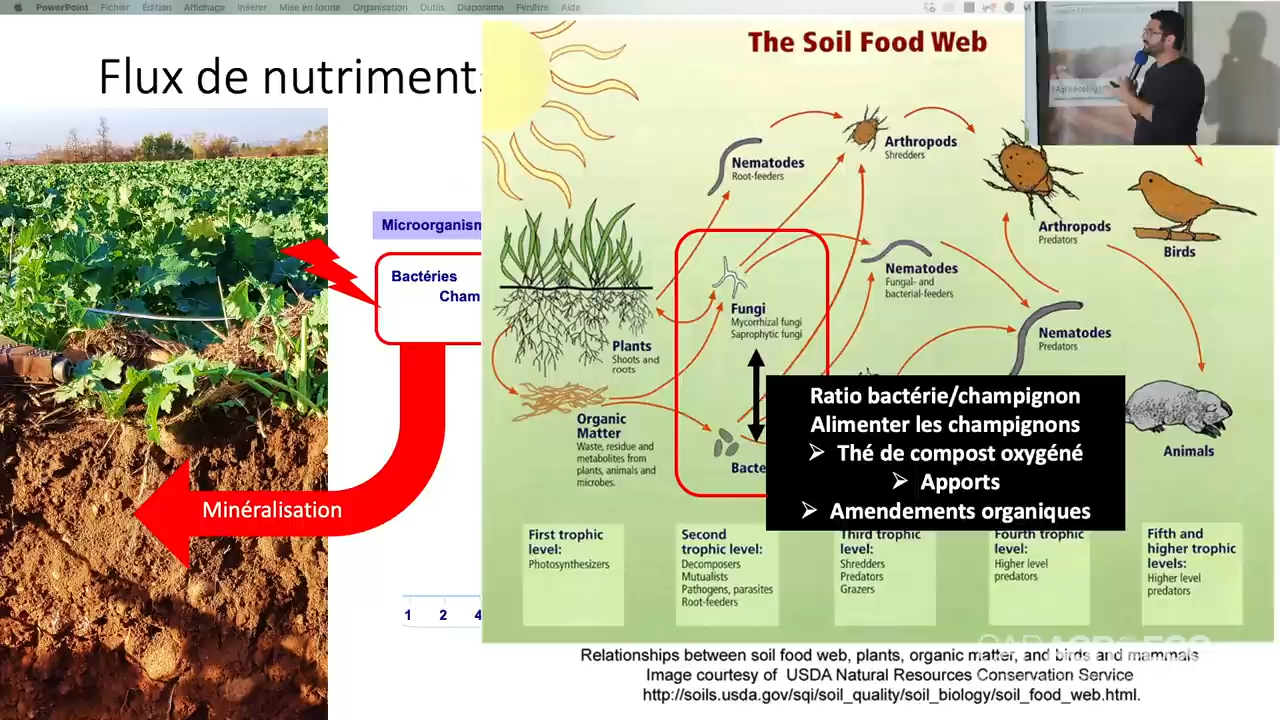 PowerPoint Fichier Édition Affichage Insérer Mise en forme Organisation Outils Diaporama Fenêtre Aide
Flux de nutriment
Microorganism
Bactéries
Cham
Minéralisation
1 2 4
The Soil Food Web
Nematodes
Root-feeders
Arthropods
Shredders
Arthropods
Predators
Birds
Nematodes
Fungal- and
bacterial-feeders
Fungi
Mycorrhizal fungi
Saprophytic fungi
Nematodes
Predators
Plants
Shoots and
roots
Organic
Matter
Waste, residue and
metabolites from
plants, animals and
microbes.
Bacte
Animals
Ratio bactérie/champignon
Alimenter les champignons
➢ Thé de compost oxygéné
➢ Apports
➢ Amendements organiques
First trophic
level:
Photosynthesizers
Second
trophic level:
Decomposers
Mutualists
Pathogens, parasites
Root-feeders
Third trophic
level:
Shredders
Predators
Grazers
Fourth trophic
level:
Higher level
predators
Fifth and
higher trophic
levels:
Higher level
predators
Relationships between soil food web, plants, organic matter, and birds and mammals
Image courtesy of USDA Natural Resources Conservation Service
http://soils.usda.gov/sqi/soil_quality/soil_biology/soil_food_web.html.